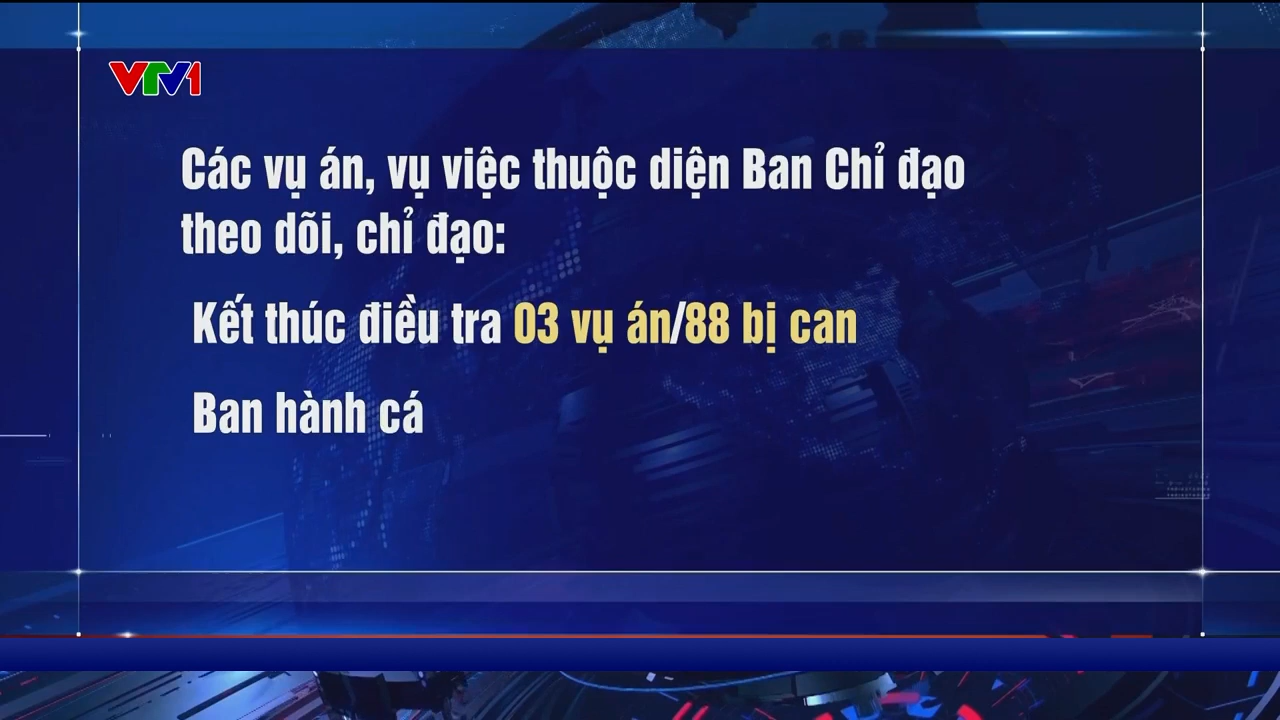 VTV1
Các vụ án, vụ việc thuộc diện Ban Chỉ đạo
theo dõi, chỉ đạo:
Kết thúc điều tra 03 vụ án/88 bị can
Ban hành cá